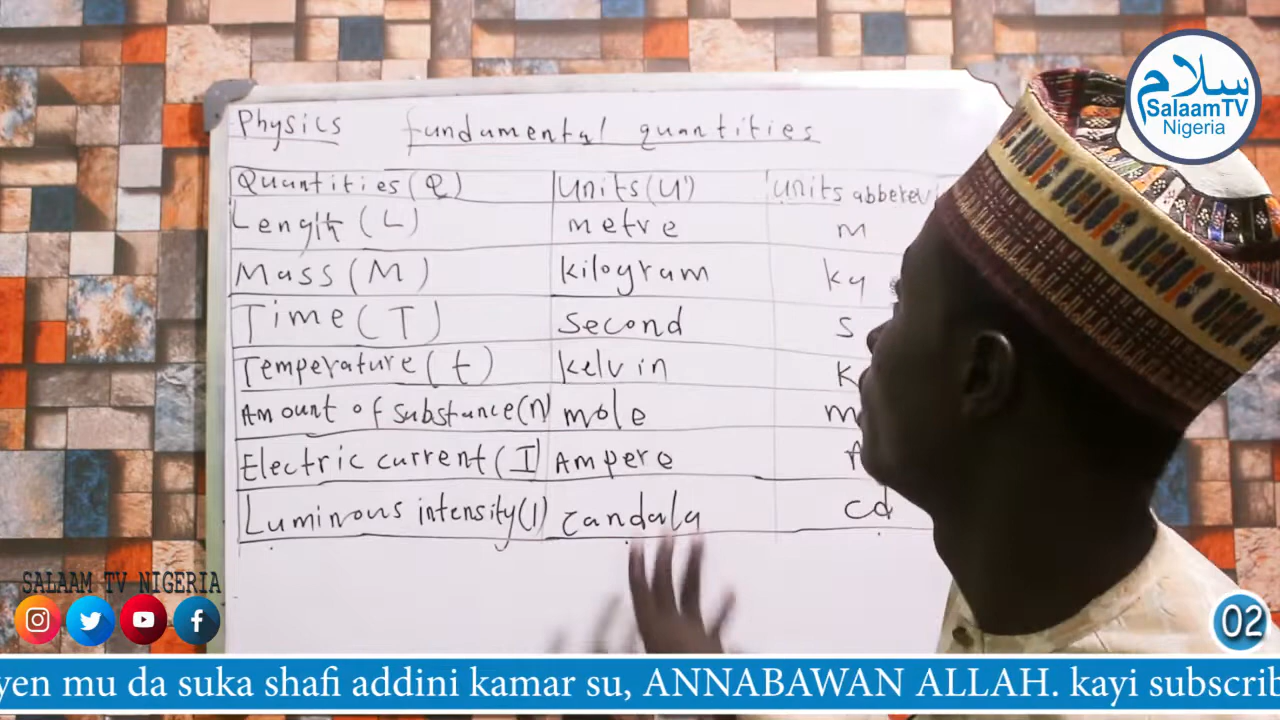 سلام
SalaamTV
Nigeria
Physics fundamental quantities
Quantities (Q) Units (U) Units
Length (L) metre m
Mass (M) kilogram kg
Time (T) Second s
Temperature (t) kelvin K
Amount of substance (n) mole
Electric current (I) Ampere A
Luminous intensity (I) candala cd
SALAAM TV NIGERIA
02
yen mu da suka shafi addini kamar su, ANNABAWAN ALLAH. kayi subscrib